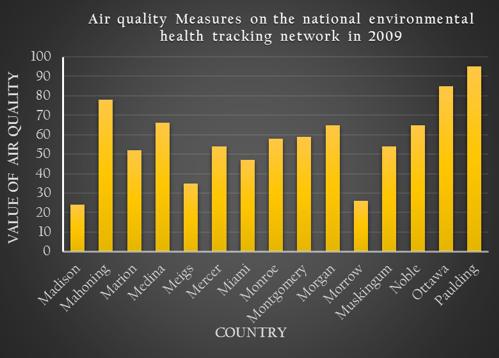 Air quality Measures on the national environmental
health tracking network in 2009
VALUE OF AIR QUALITY
100
90
80
70
60
50
40
30
20
10
0
Madison
Mahoning
Marion
Medina
Meigs
Mercer
Miami
Monroe
Montgomery
Morgan
Morrow
Muskingum
Noble
Ottawa
Paulding
COUNTRY